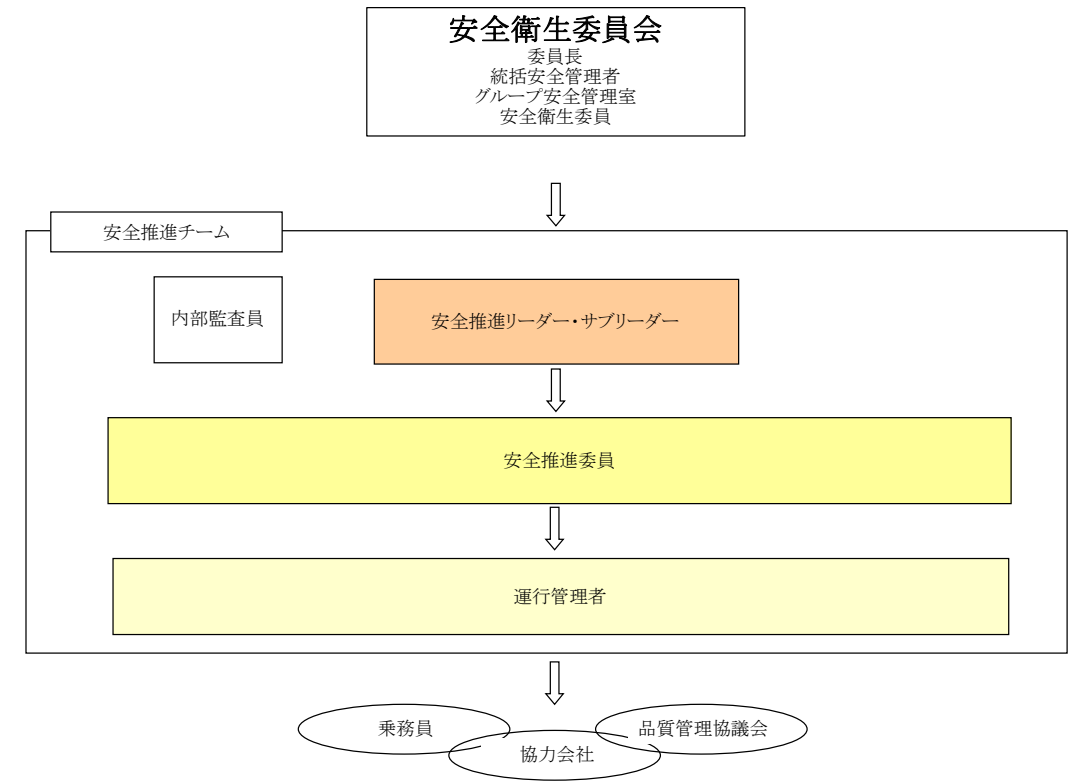 安全衛生委員会
委員長
統括安全管理者
グループ安全管理室
安全衛生委員
安全推進チーム
内部監査員
安全推進リーダー・サブリーダー
安全推進委員
運行管理者
乗務員
品質管理協議会
協力会社